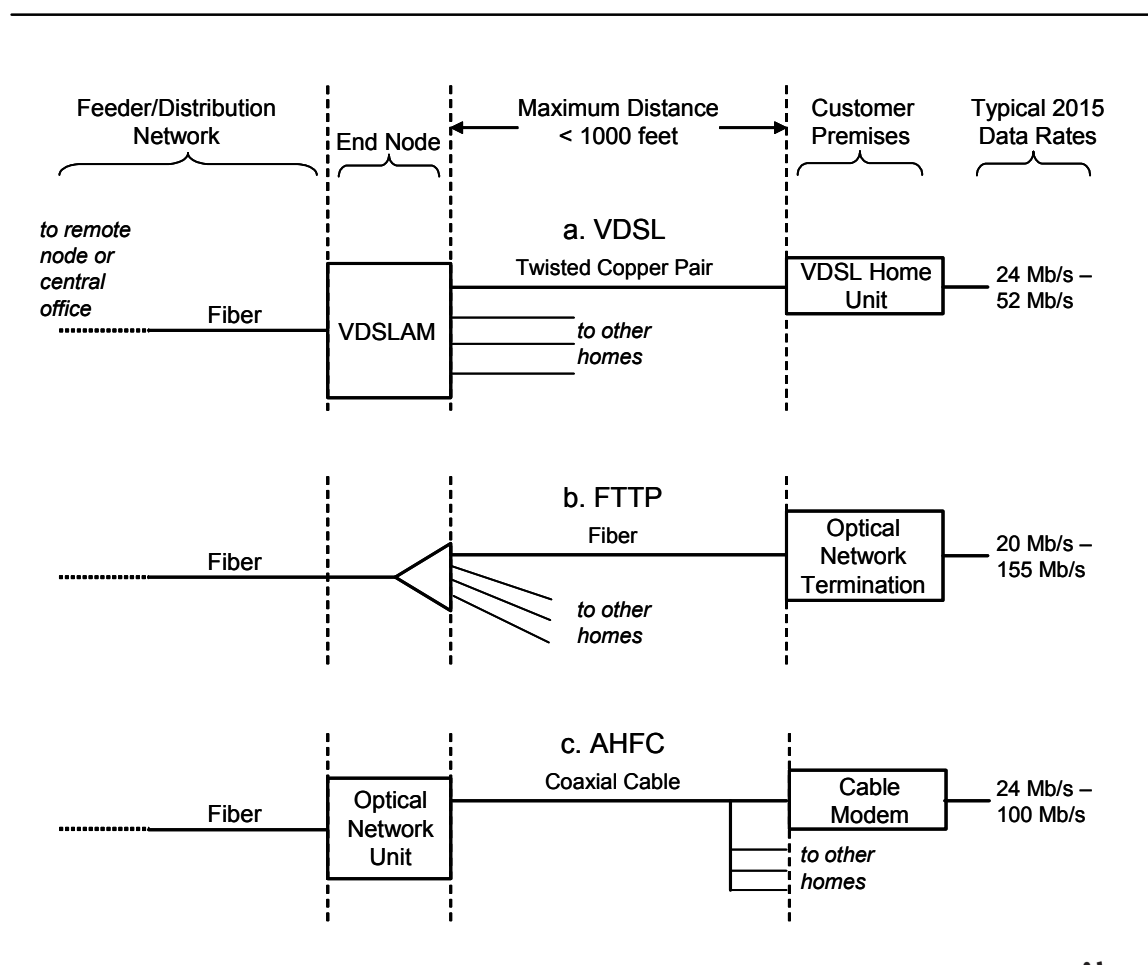 Feeder/Distribution
Network
End Node
Maximum Distance
< 1000 feet
Customer
Premises
Typical 2015
Data Rates
to remote
node or
central
office
a. VDSL
Twisted Copper Pair
Fiber
VDSLAM
to other
homes
VDSL Home
Unit
24 Mb/s –
52 Mb/s
b. FTTP
Fiber
Fiber
to other
homes
Optical
Network
Termination
20 Mb/s –
155 Mb/s
c. AHFC
Coaxial Cable
Fiber
Optical
Network
Unit
to other
homes
Cable
Modem
24 Mb/s –
100 Mb/s